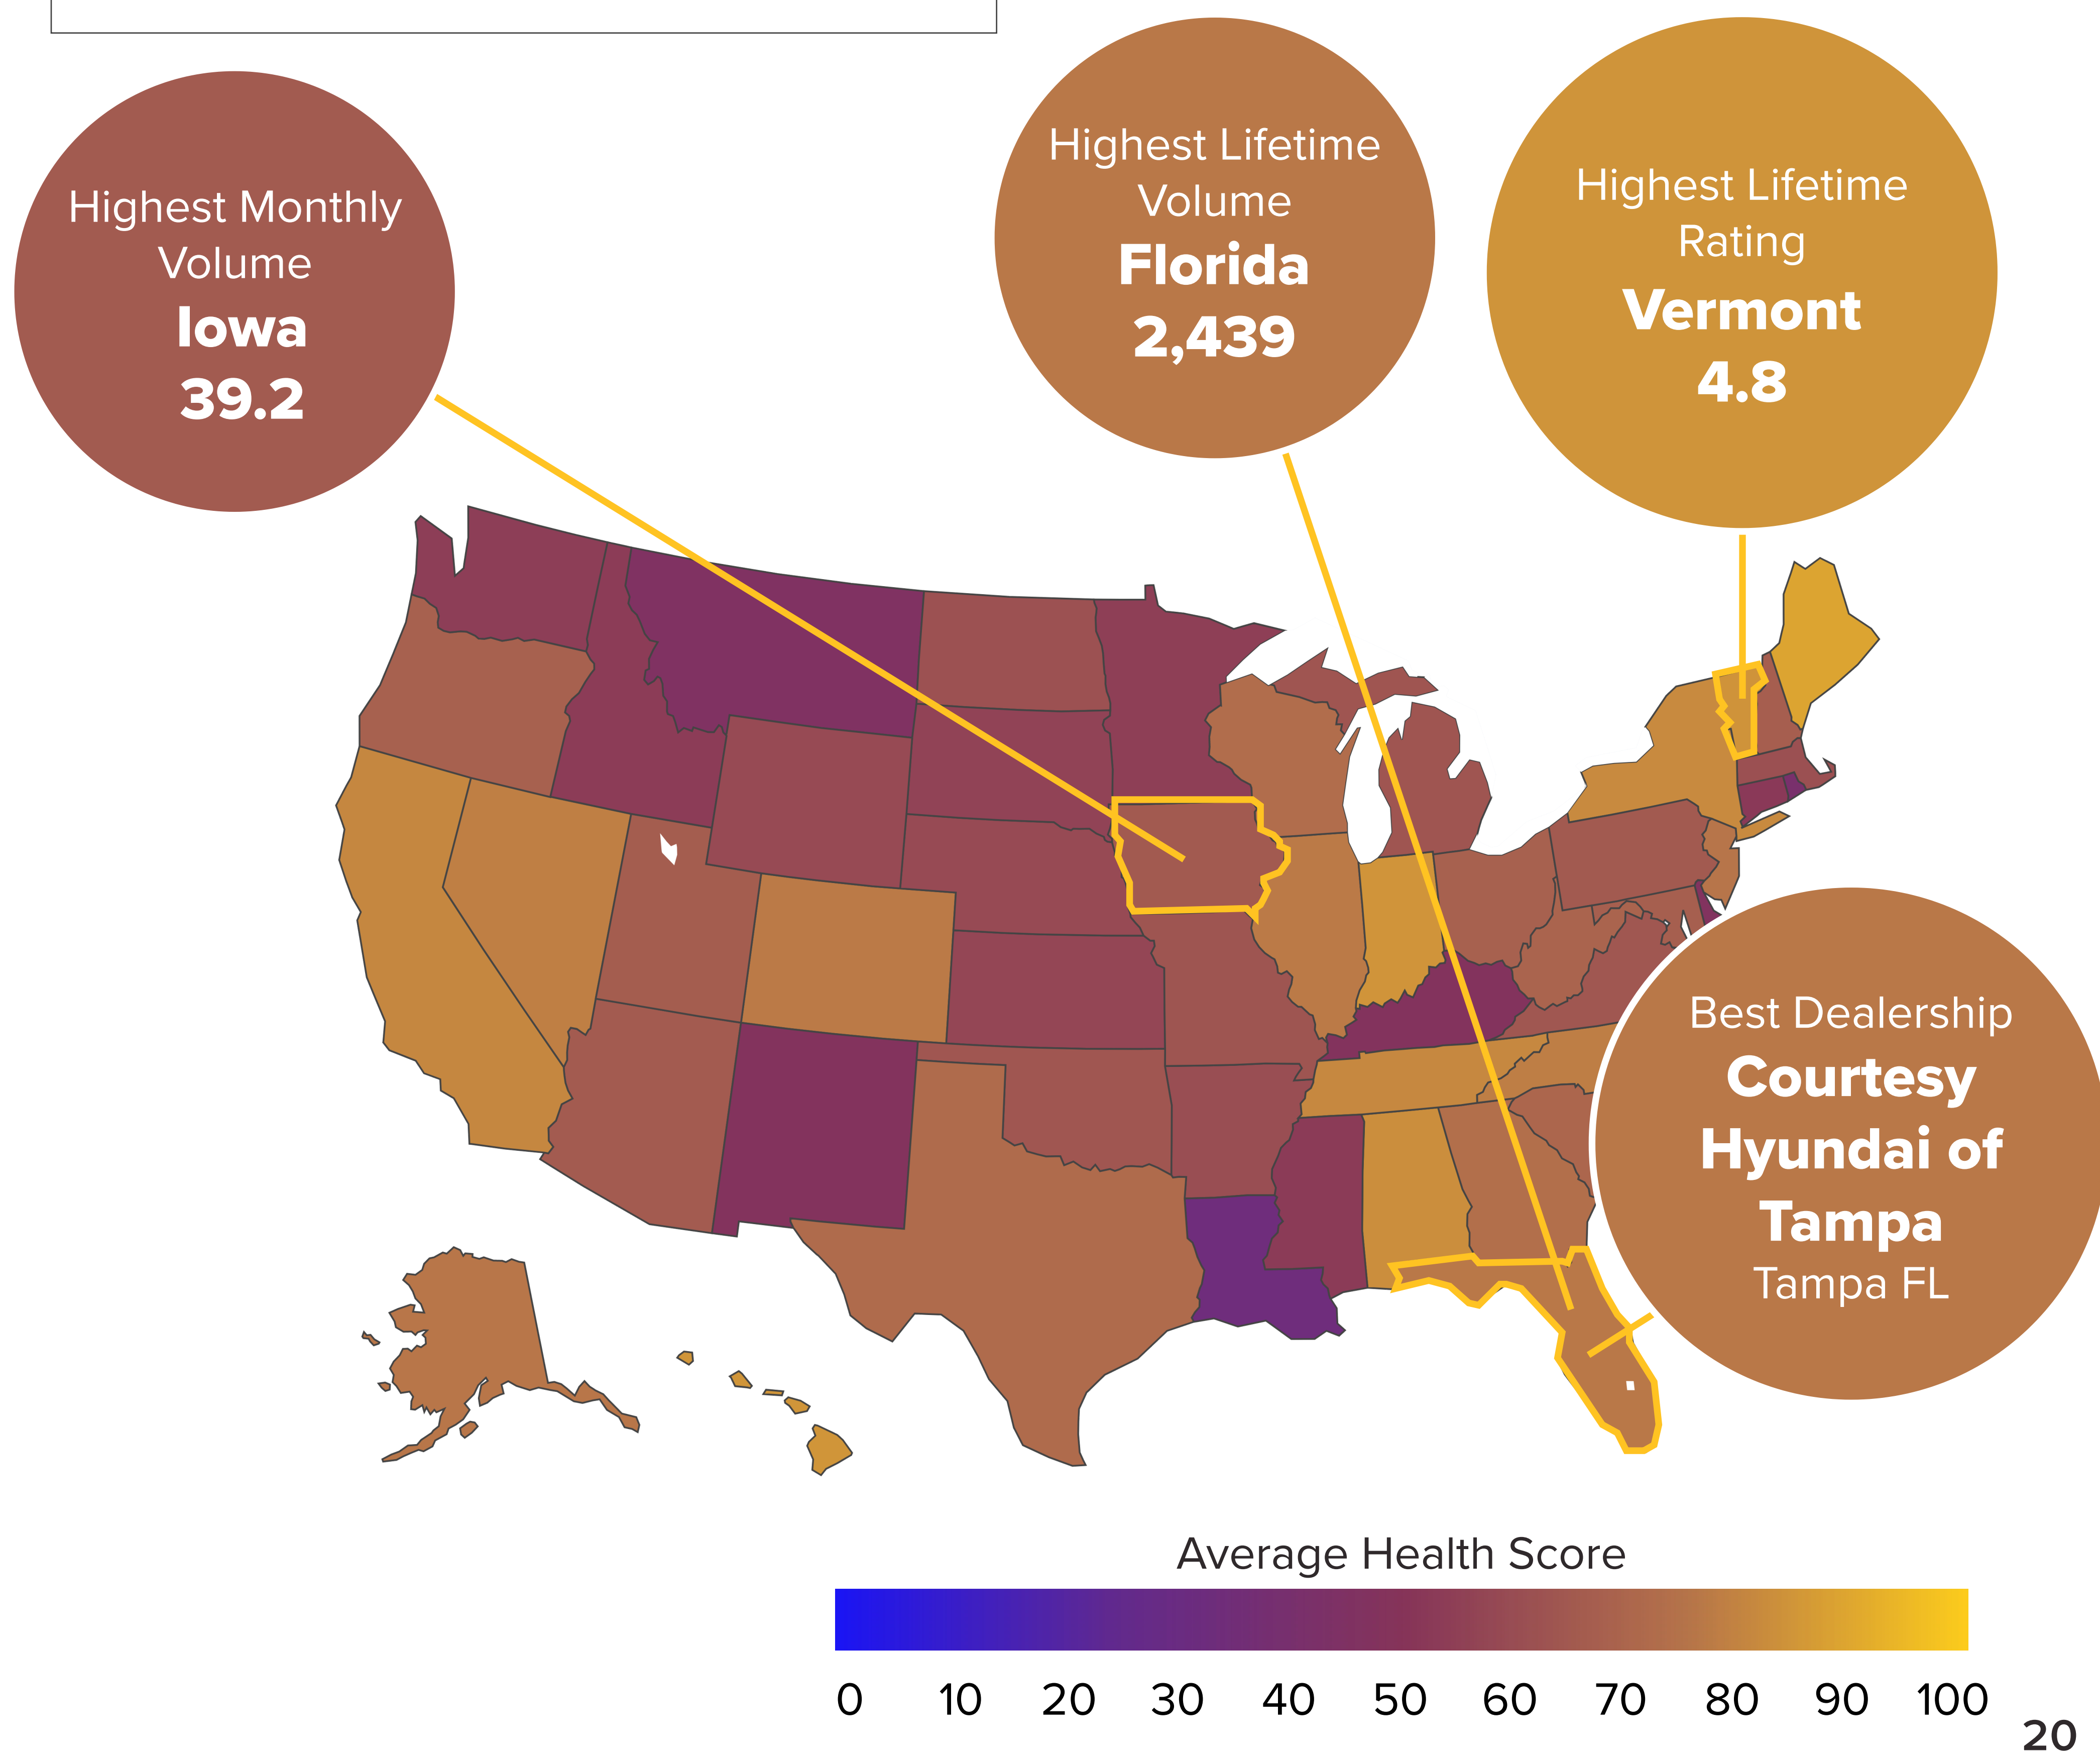 Highest Monthly
Volume
Iowa
39.2
Highest Lifetime
Volume
Florida
2,439
Highest Lifetime
Rating
Vermont
4.8
Best Dealership
Courtesy
Hyundai of
Tampa
Tampa FL
Average Health Score
0 10 20 30 40 50 60 70 80 90 100
20